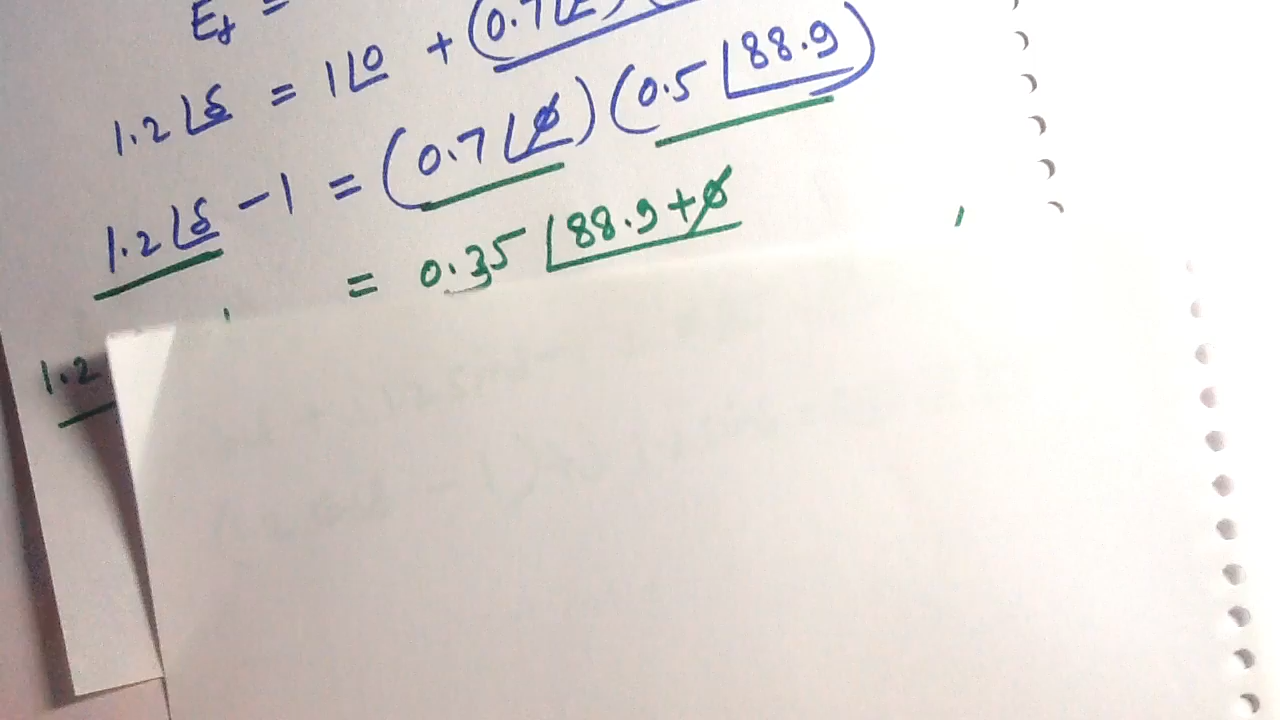 E_f =
1.2∠δ = 1∠0 + (0.7∠
1.2∠δ - 1 = (0.7∠ø) (0.5 ∠88.9)
= 0.35 ∠88.9+ø
1.2